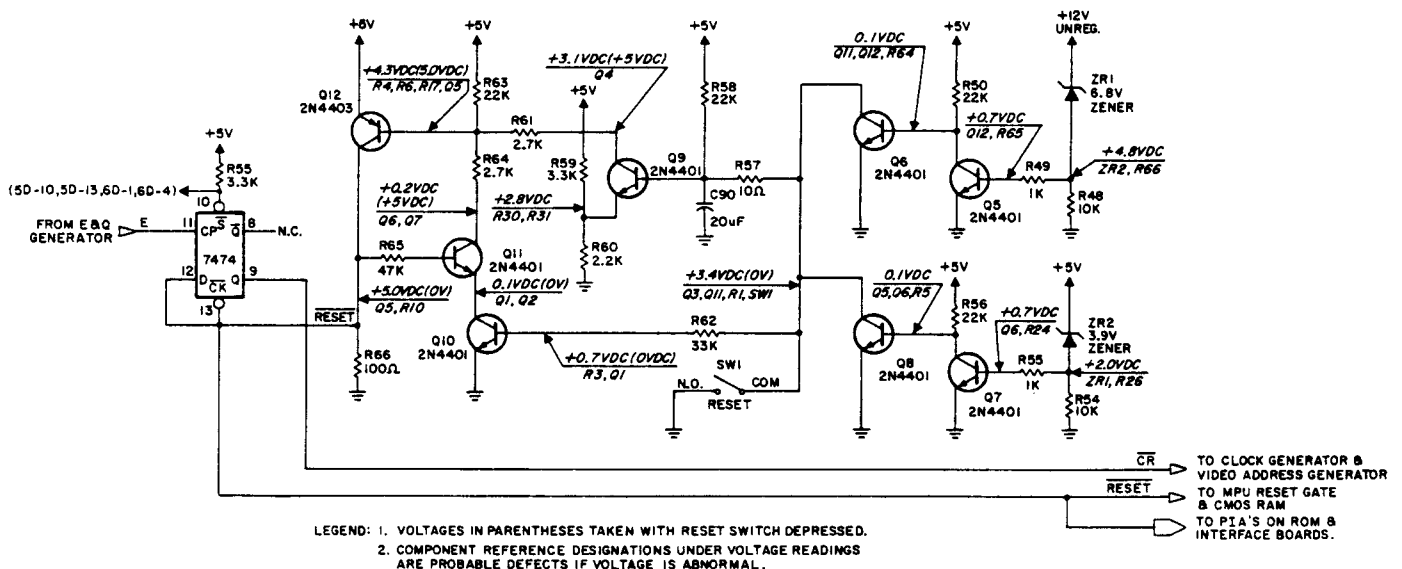 +5V
R55
3.3K
(5D-10,5D-13,6D-1,6D-4)
10
S
FROM E&Q
GENERATOR
E
11
CP
Q
8
N.C.
7474
12
D
CK
Q
9
13
+6V
Q12
2N4403
+4.3VDC(5.0VDC)
R4, R6, R17, Q5
+5V
R63
22K
R61
2.7K
R64
2.7K
+0.2VDC
(+5VDC)
Q6, Q7
R65
47K
Q11
2N4401
+5.0VDC(0V)
Q5, R10
RESET
R66
100Ω
0.1VDC(0V)
Q1, Q2
Q10
2N4401
+0.7VDC(0VDC)
R3, Q1
+3.1VDC(+5VDC)
Q4
+5V
R59
3.3K
Q9
2N4401
+2.8VDC
R30, R31
R60
2.2K
+5V
R58
22K
R57
10Ω
C90
20uF
+3.4VDC(0V)
Q3, Q11, R1, SW1
R62
33K
SW1
N.O.
COM
RESET
0.1VDC
Q11, Q12, R64
Q6
2N4401
+5V
R50
22K
+0.7VDC
Q12, R65
R49
1K
Q5
2N4401
+12V
UNREG.
ZR1
6.8V
ZENER
+4.8VDC
ZR2, R66
R48
10K
0.1VDC
Q5, Q6, R5
Q8
2N4401
+5V
R56
22K
+0.7VDC
Q6, R24
R55
1K
Q7
2N4401
+5V
ZR2
3.9V
ZENER
+2.0VDC
ZR1, R26
R54
10K
CR
TO CLOCK GENERATOR &
VIDEO ADDRESS GENERATOR
RESET
TO MPU RESET GATE
& CMOS RAM
TO PIA'S ON ROM &
INTERFACE BOARDS.
LEGEND: 1. VOLTAGES IN PARENTHESES TAKEN WITH RESET SWITCH DEPRESSED.
2. COMPONENT REFERENCE DESIGNATIONS UNDER VOLTAGE READINGS
ARE PROBABLE DEFECTS IF VOLTAGE IS ABNORMAL.